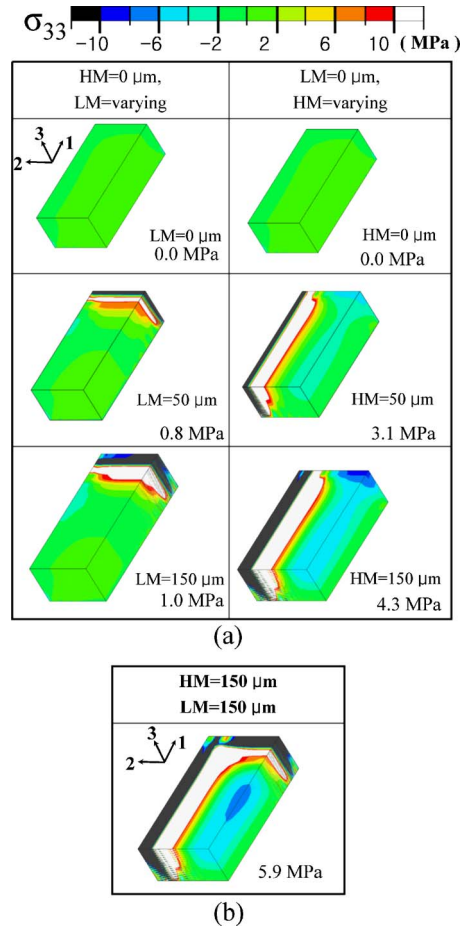 σ33
−10 −6 −2 2 6 10 (MPa)
HM=0 μm,
LM=varying
LM=0 μm,
HM=varying
3 1
2
LM=0 μm
0.0 MPa
HM=0 μm
0.0 MPa
LM=50 μm
0.8 MPa
HM=50 μm
3.1 MPa
LM=150 μm
1.0 MPa
HM=150 μm
4.3 MPa
(a)
HM=150 μm
LM=150 μm
3 1
2
5.9 MPa
(b)